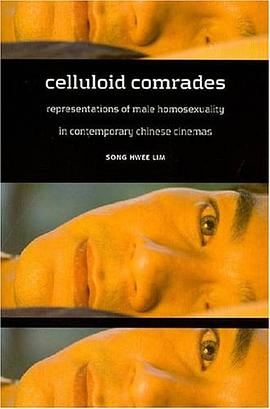 celluloid comrades
representations of male homosexuality
in contemporary chinese cinemas
SONG HWEE LIM